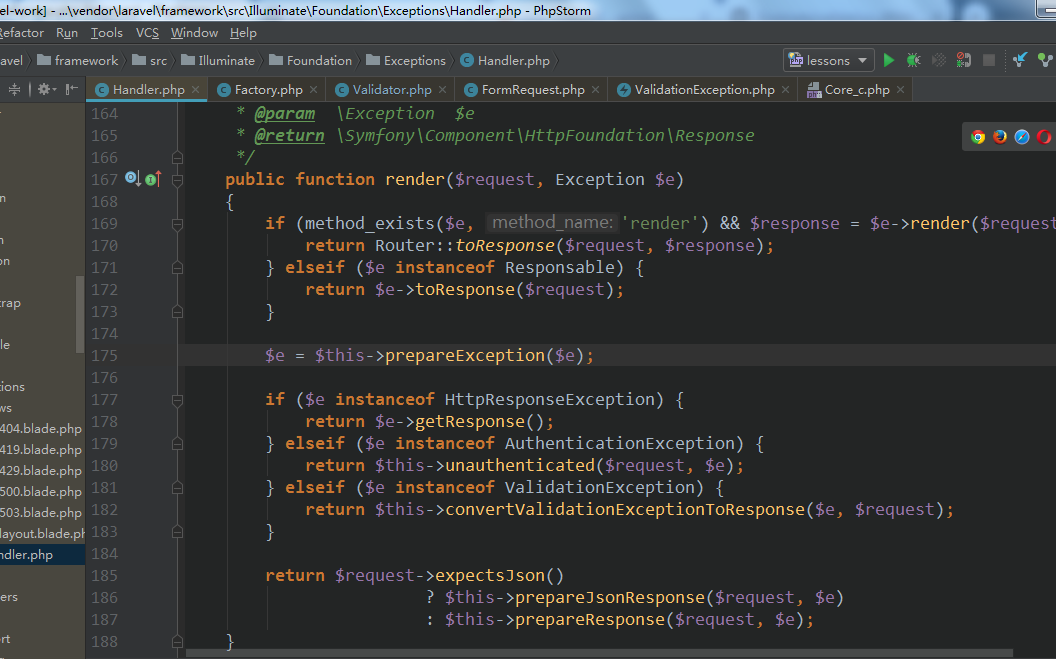 el-work] - ...\vendor\laravel\framework\src\Illuminate\Foundation\Exceptions\Handler.php - PhpStorm
Refactor Run Tools VCS Window Help
avel framework src Illuminate Foundation Exceptions Handler.php lessons
Handler.php Factory.php Validator.php FormRequest.php ValidationException.php Core_c.php
164 * @param \Exception $e
165 * @return \Symfony\Component\HttpFoundation\Response
166 */
167 public function render($request, Exception $e)
168 {
169 if (method_exists($e, method_name: 'render') && $response = $e->render($request
170 return Router::toResponse($request, $response);
171 } elseif ($e instanceof Responsable) {
172 return $e->toResponse($request);
173 }
174
175 $e = $this->prepareException($e);
176
177 if ($e instanceof HttpResponseException) {
178 return $e->getResponse();
179 } elseif ($e instanceof AuthenticationException) {
180 return $this->unauthenticated($request, $e);
181 } elseif ($e instanceof ValidationException) {
182 return $this->convertValidationExceptionToResponse($e, $request);
183 }
184
185 return $request->expectsJson()
186 ? $this->prepareJsonResponse($request, $e)
187 : $this->prepareResponse($request, $e);
188 }
n
n
on
rap
le
ions
ws
404.blade.php
419.blade.php
429.blade.php
500.blade.php
503.blade.php
layout.blade.ph
ndler.php
ers
rt